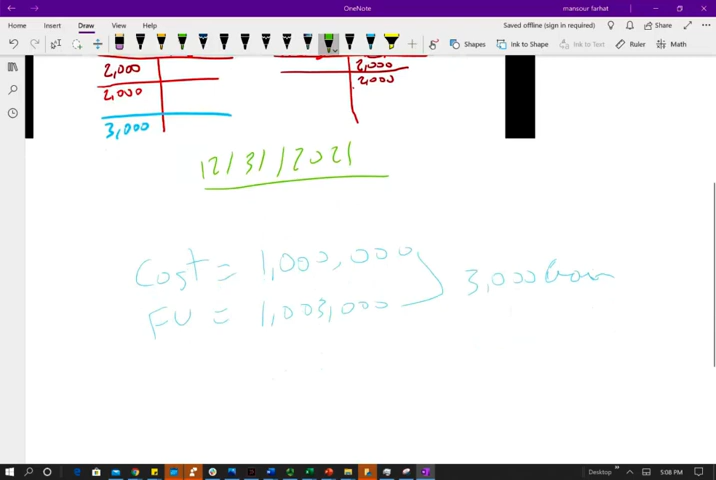 OneNote
mansour farhat
Home Insert Draw View Help
Saved offline (sign in required) Share
Shapes Ink to Shape Ink to Text Ruler Math
2,000 2,000
2,000 2,000
3,000
12/31/2021
Cost = 1,000,000
3,000
FV = 1,003,000
Desktop 5:08 PM